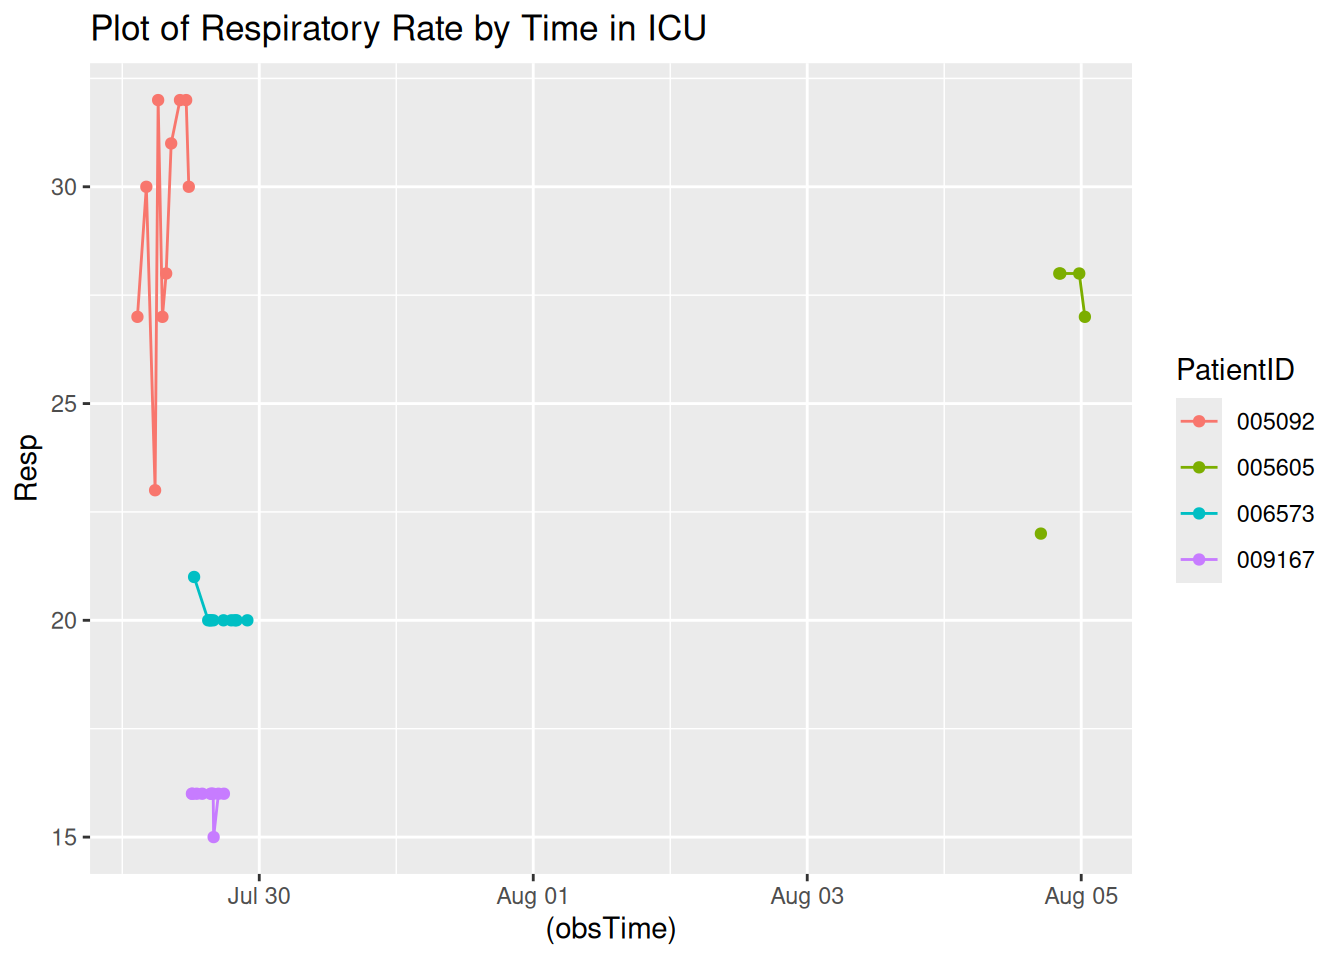 Plot of Respiratory Rate by Time in ICU
30
25
20
15
Resp
Jul 30
Aug 01
Aug 03
Aug 05
(obsTime)
PatientID
005092
005605
006573
009167